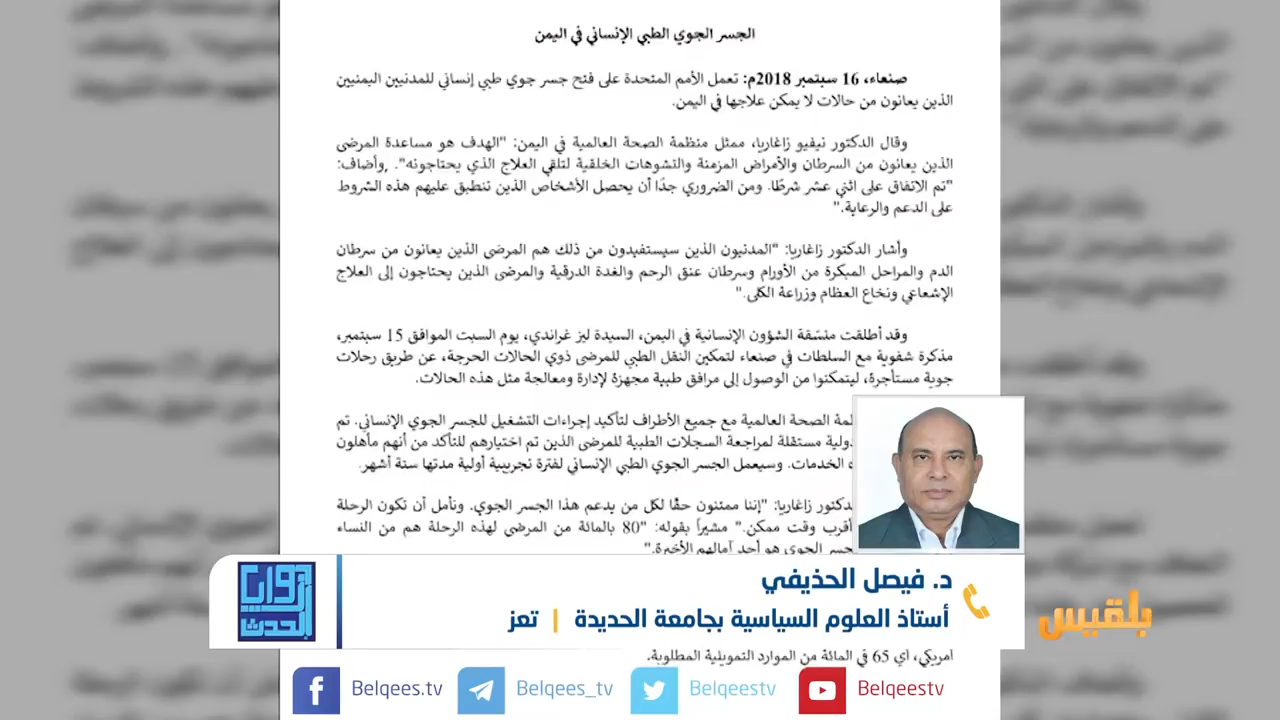 الجسر الجوي الطبي الإنساني في اليمن
صنعاء، 16 سبتمبر 2018م: تعمل الأمم المتحدة على فتح جسر جوي طبي إنساني للمدنيين اليمنيين
الذين يعانون من حالات لا يمكن علاجها في اليمن.
وقال الدكتور نيفيو زاغاريا، ممثل منظمة الصحة العالمية في اليمن: "الهدف هو مساعدة المرضى
الذين يعانون من السرطان والأمراض المزمنة والتشوهات الخلقية لتلقي العلاج الذي يحتاجونه". ,وأضاف:
"تم الاتفاق على اثني عشر شرطًا. ومن الضروري جدًا أن يحصل الأشخاص الذين تنطبق عليهم هذه الشروط
على الدعم والرعاية."
وأشار الدكتور زاغاريا: "المدنيون الذين سيستفيدون من ذلك هم المرضى الذين يعانون من سرطان
الدم والمراحل المبكرة من الأورام وسرطان عنق الرحم والغدة الدرقية والمرضى الذين يحتاجون إلى العلاج
الإشعاعي ونخاع العظام وزراعة الكلى."
وقد أطلقت منسّقة الشؤون الإنسانية في اليمن، السيدة ليز غراندي، يوم السبت الموافق 15 سبتمبر،
مذكرة شفوية مع السلطات في صنعاء لتمكين النقل الطبي للمرضى ذوي الحالات الحرجة، عن طريق رحلات
جوية مستأجرة، ليتمكنوا من الوصول إلى مرافق طبية مجهزة لإدارة ومعالجة مثل هذه الحالات.
الصحة العالمية مع جميع الأطراف لتأكيد إجراءات التشغيل للجسر الجوي الإنساني. تم
مستقلة لمراجعة السجلات الطبية للمرضى الذين تم اختيارهم للتأكد من أنهم مأهلون
الخدمات. وسيعمل الجسر الجوي الطبي الإنساني لفترة تجريبية أولية مدتها ستة أشهر.
زاغاريا: "إننا ممتنون حقًا لكل من يدعم هذا الجسر الجوي. ونأمل أن تكون الرحلة
أقرب وقت ممكن." مشيراً بقوله: "80 بالمائة من المرضى لهذه الرحلة هم من النساء
الجوي هو أحد آمالهم الأخيرة."
د. فيصل الحذيفي
أستاذ العلوم السياسية بجامعة الحديدة | تعز
بلقيس
زوايا الحدث
امريكي، اي 65 في المائة من الموارد التمويلية المطلوبة.
Belqees.tv
Belqees_tv
Belqeestv
Belqeestv